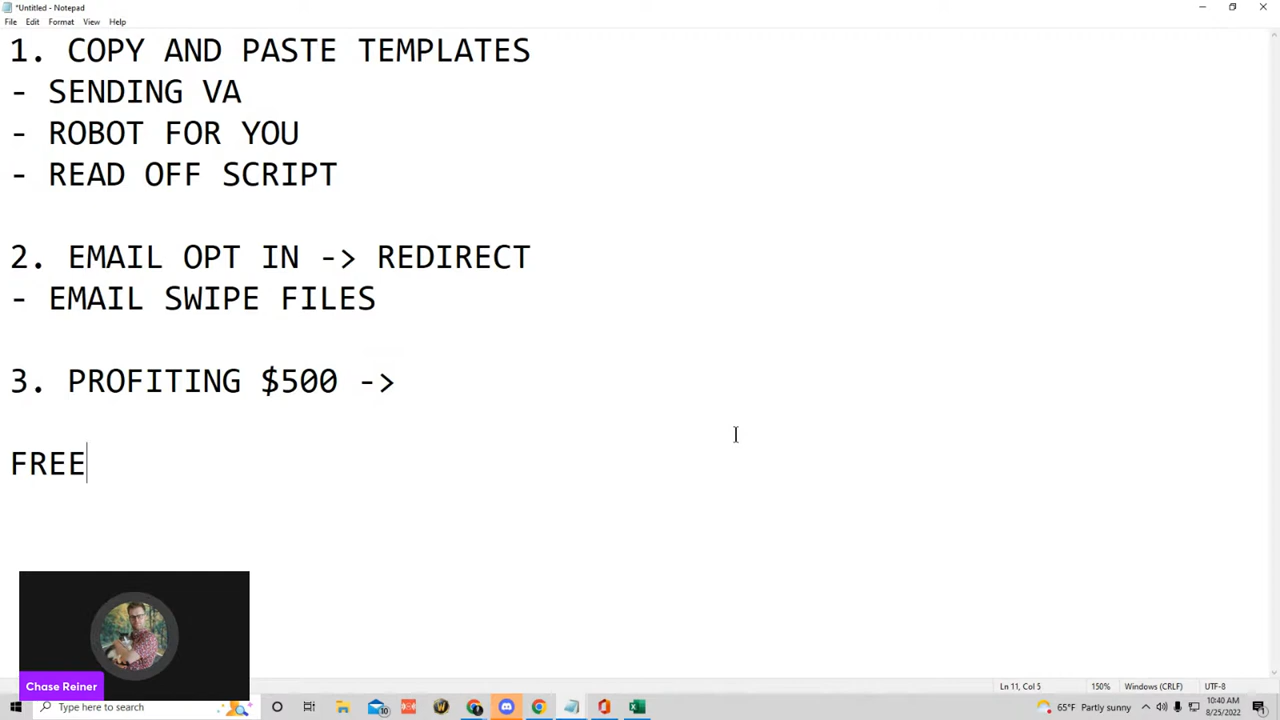 *Untitled - Notepad
File Edit Format View Help
1. COPY AND PASTE TEMPLATES
- SENDING VA
- ROBOT FOR YOU
- READ OFF SCRIPT
2. EMAIL OPT IN -> REDIRECT
- EMAIL SWIPE FILES
3. PROFITING $500 ->
FREE
Chase Reiner
Ln 11, Col 5 150% Windows (CRLF) UTF-8
Type here to search 10 65°F Partly sunny 10:40 AM
8/25/2022